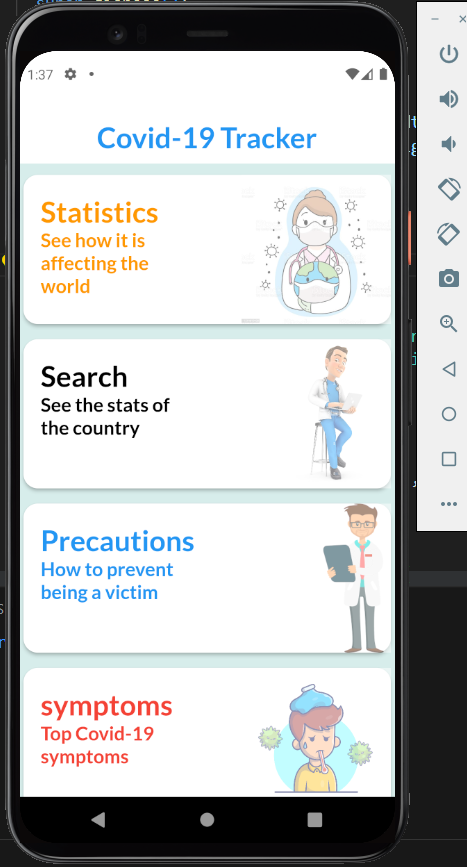 1:37
Covid-19 Tracker
Statistics
See how it is
affecting the
world
Search
See the stats of
the country
Precautions
How to prevent
being a victim
symptoms
Top Covid-19
symptoms